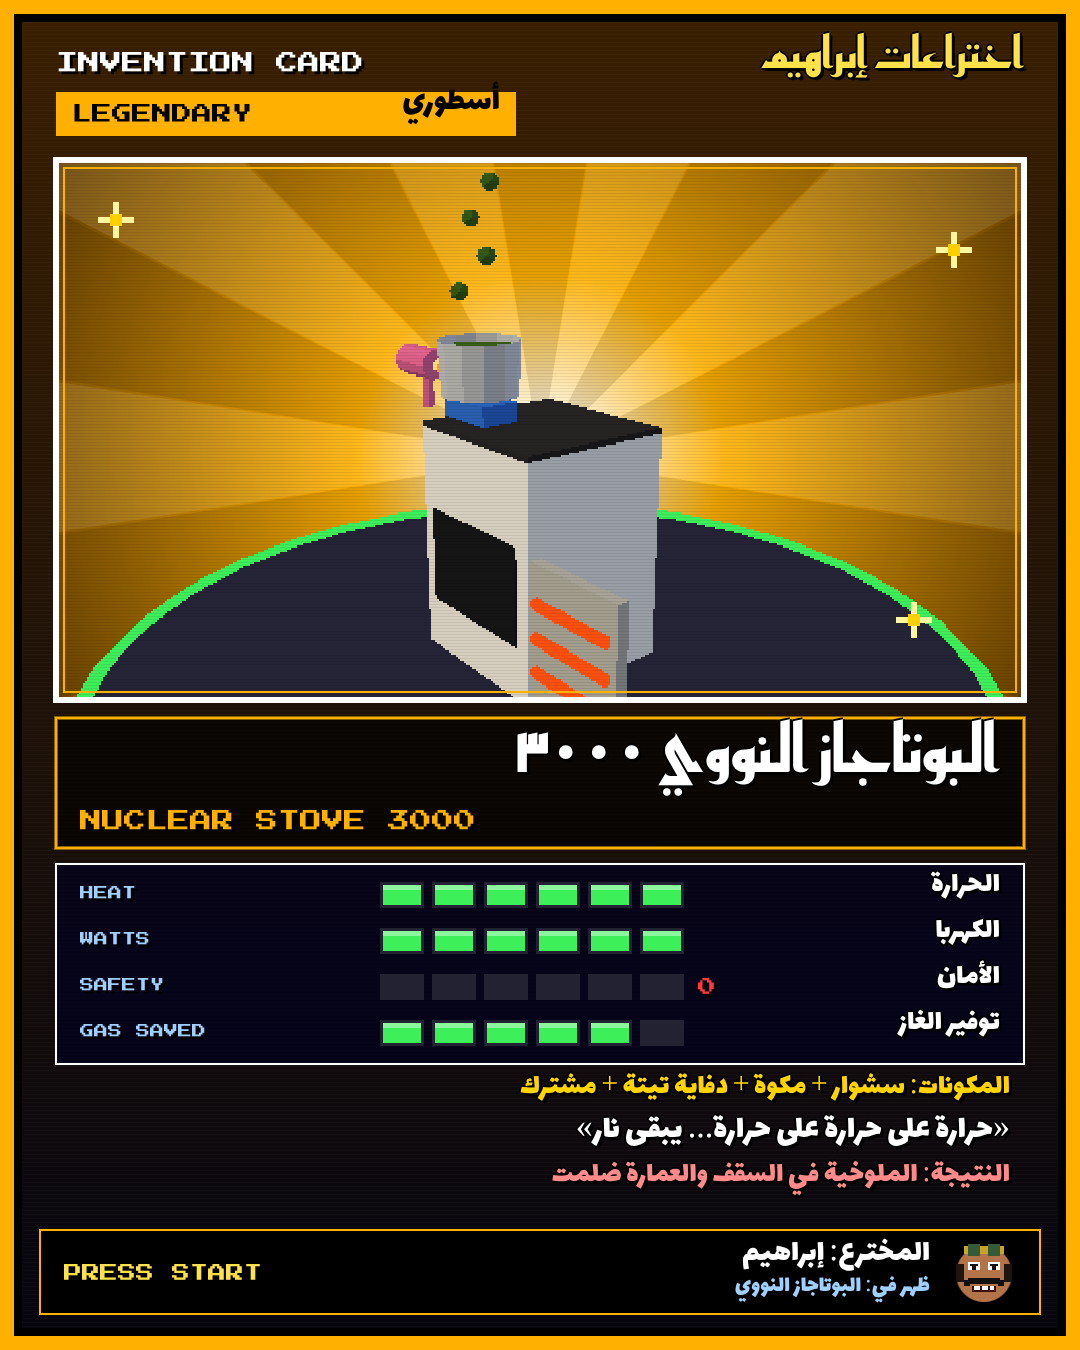 INVENTION CARD
اختراعات إبراهيم
LEGENDARY
أسطوري
البوتاجاز النووي ٣٠٠٠
NUCLEAR STOVE 3000
HEAT
الحرارة
WATTS
الكهربا
SAFETY
0
الأمان
GAS SAVED
توفير الغاز
المكونات: سشوار + مكوة + دفاية تيتة + مشترك
«حرارة على حرارة على حرارة... يبقى نار»
النتيجة: الملوخية في السقف والعمارة ضلمت
المخترع: إبراهيم
ظهر في: البوتاجاز النووي
PRESS START